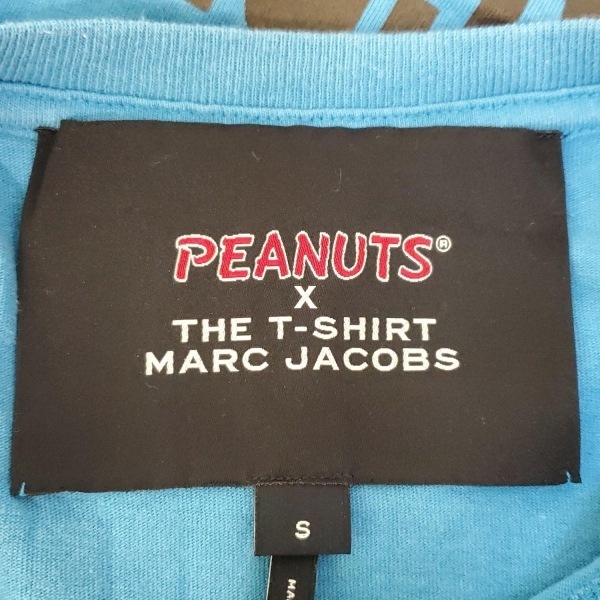 PEANUTS®
X
THE T-SHIRT
MARC JACOBS
S